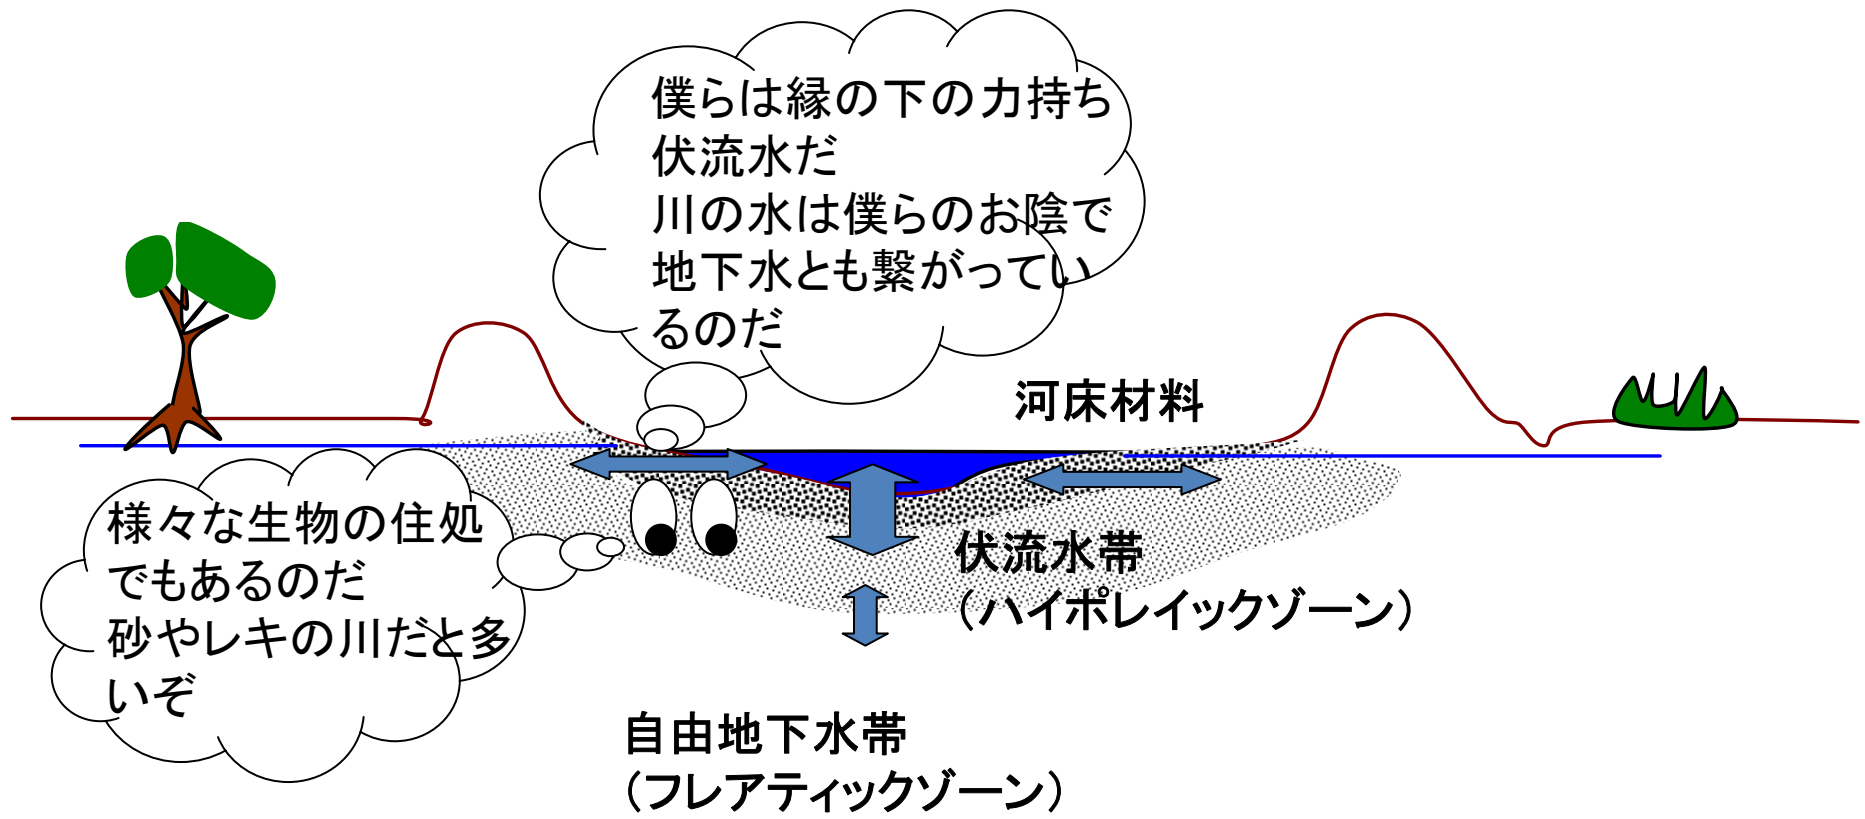 僕らは縁の下の力持ち
伏流水だ
川の水は僕らのお陰で
地下水とも繋がってい
るのだ
河床材料
様々な生物の住処
でもあるのだ
砂やレキの川だと多
いぞ
伏流水帯
（ハイポレイックゾーン）
自由地下水帯
（フレアティックゾーン）